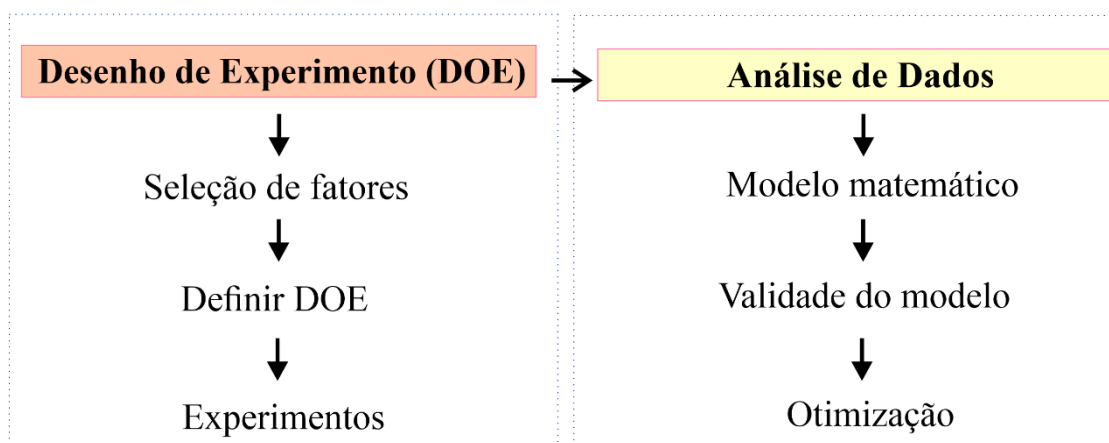 Desenho de Experimento (DOE)
Seleção de fatores
Definir DOE
Experimentos
Análise de Dados
Modelo matemático
Validade do modelo
Otimização